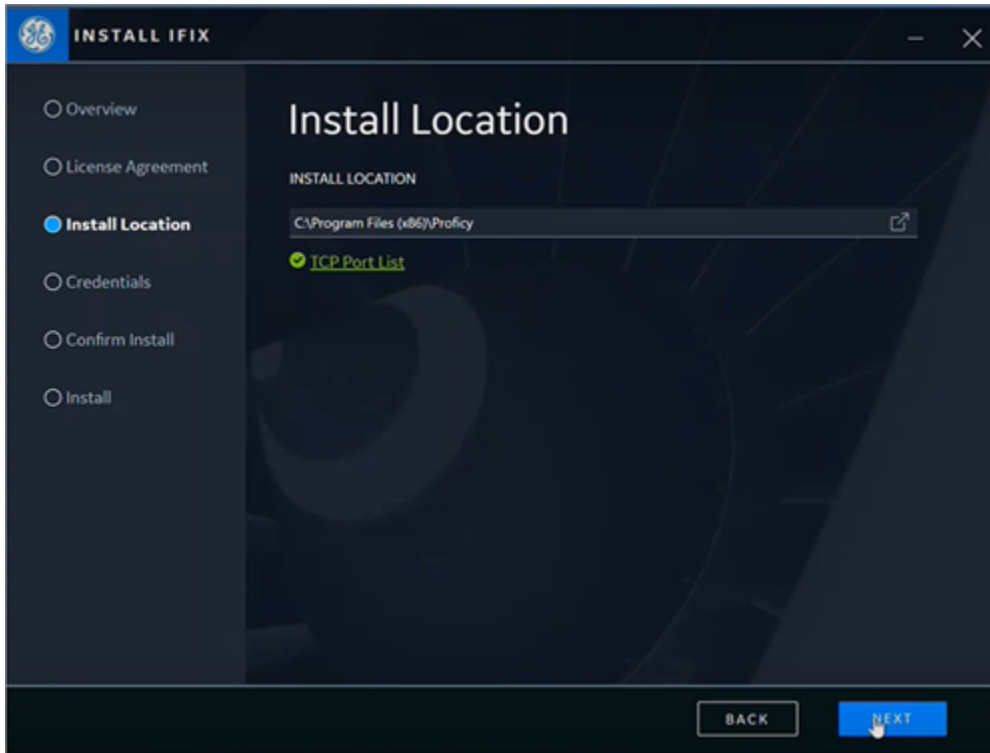 INSTALL IFIX
Overview
License Agreement
Install Location
Credentials
Confirm Install
Install
Install Location
INSTALL LOCATION
C:\Program Files (x86)\Proficy
TCP Port List
BACK
NEXT